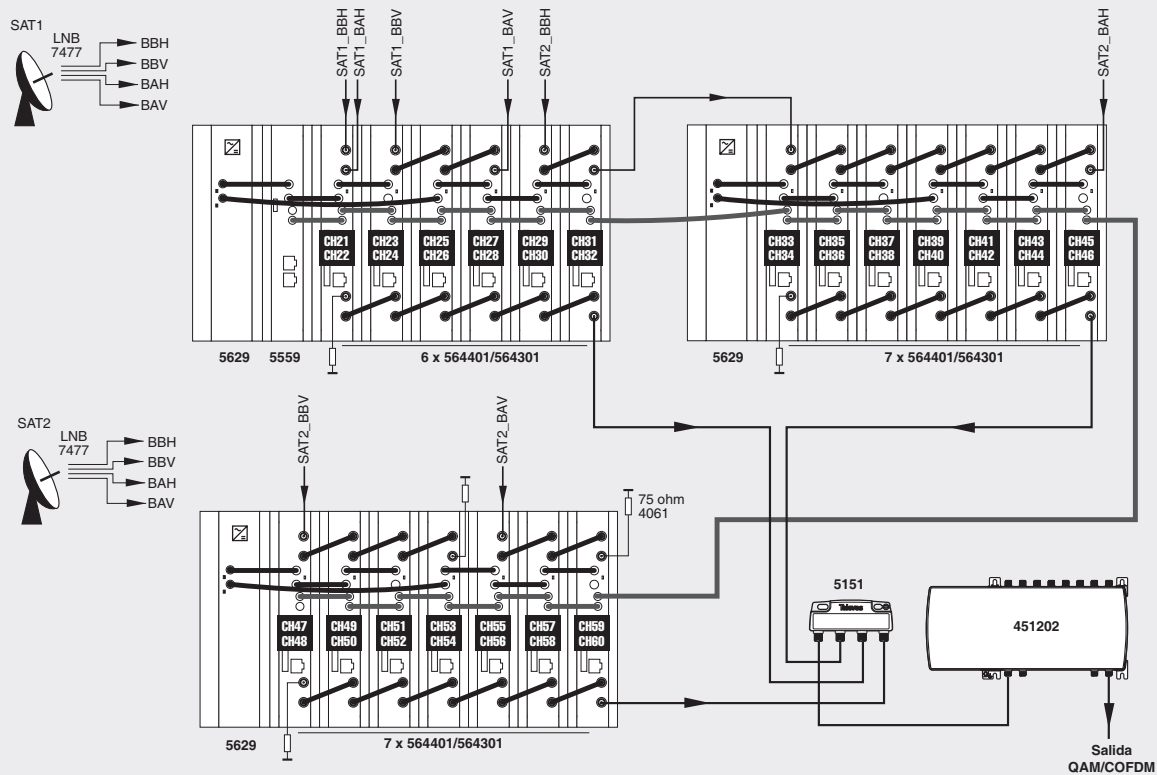 SAT1
LNB
7477
BBH
BBV
BAH
BAV
SAT1_BBH
SAT1_BAH
SAT1_BBV
SAT1_BAV
SAT2_BBH
SAT2_BAH
CH21
CH22
CH23
CH24
CH25
CH26
CH27
CH28
CH29
CH30
CH31
CH32
CH33
CH34
CH35
CH36
CH37
CH38
CH39
CH40
CH41
CH42
CH43
CH44
CH45
CH46
5629
5559
6 x 564401/564301
5629
7 x 564401/564301
SAT2
LNB
7477
BBH
BBV
BAH
BAV
SAT2_BBV
SAT2_BAV
75 ohm
4061
CH47
CH48
CH49
CH50
CH51
CH52
CH53
CH54
CH55
CH56
CH57
CH58
CH59
CH60
5629
7 x 564401/564301
5151
Televes
451202
Salida
QAM/COFDM